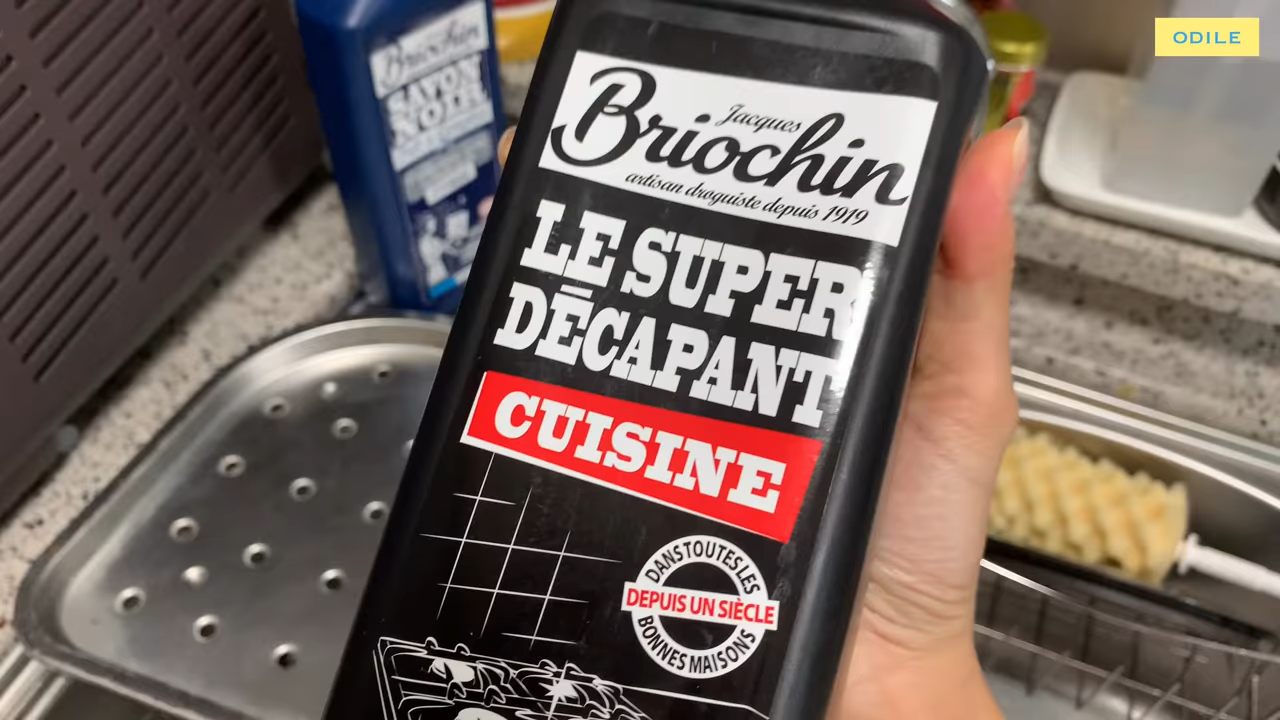 ODILE
Briochin
SAVON
NOIR
Jacques
Briochin
artisan droguiste depuis 1919
LE SUPER
DÉCAPANT
CUISINE
DANS TOUTES LES
DEPUIS UN SIÈCLE
BONNES MAISONS